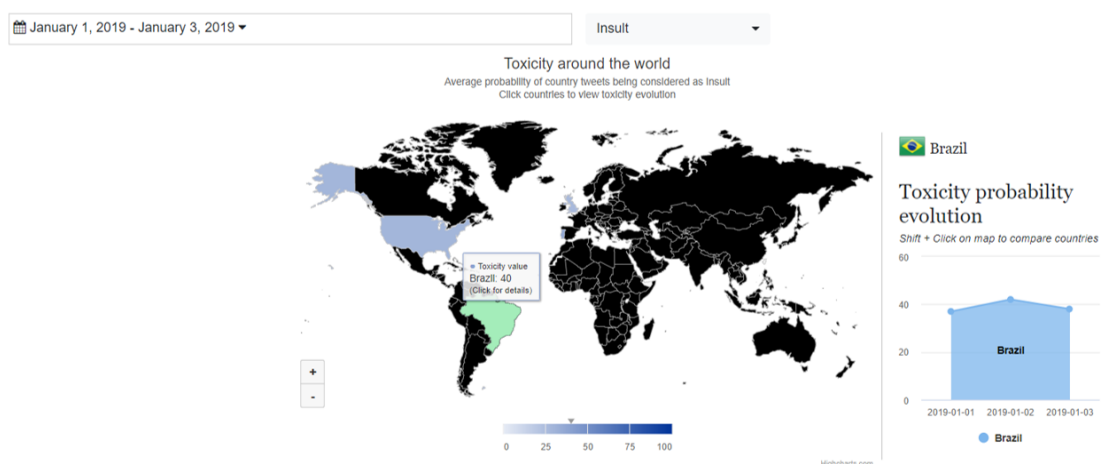 January 1, 2019 - January 3, 2019
Insult
Toxicity around the world
Average probability of country tweets being considered as Insult
Click countries to view toxicity evolution
Brazil
Toxicity probability
evolution
Shift + Click on map to compare countries
Toxicity value
Brazil: 40
(Click for details)
60
40
20
0
Brazil
2019-01-01 2019-01-02 2019-01-03
Brazil
+
-
0 25 50 75 100
Highcharts.com